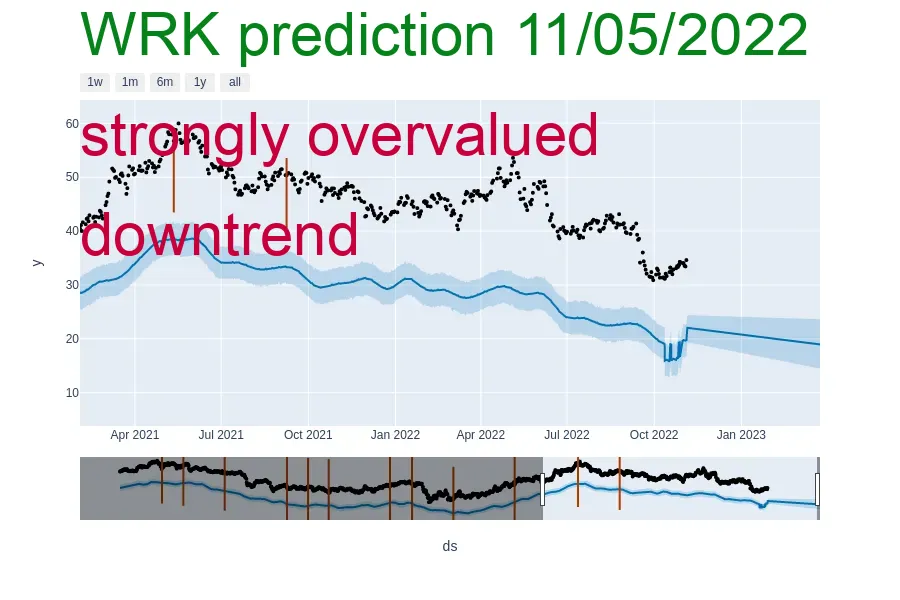 WRK prediction 11/05/2022
1w 1m 6m 1y all
strongly overvalued
downtrend
60
50
40
30
20
10
y
Apr 2021 Jul 2021 Oct 2021 Jan 2022 Apr 2022 Jul 2022 Oct 2022 Jan 2023
ds